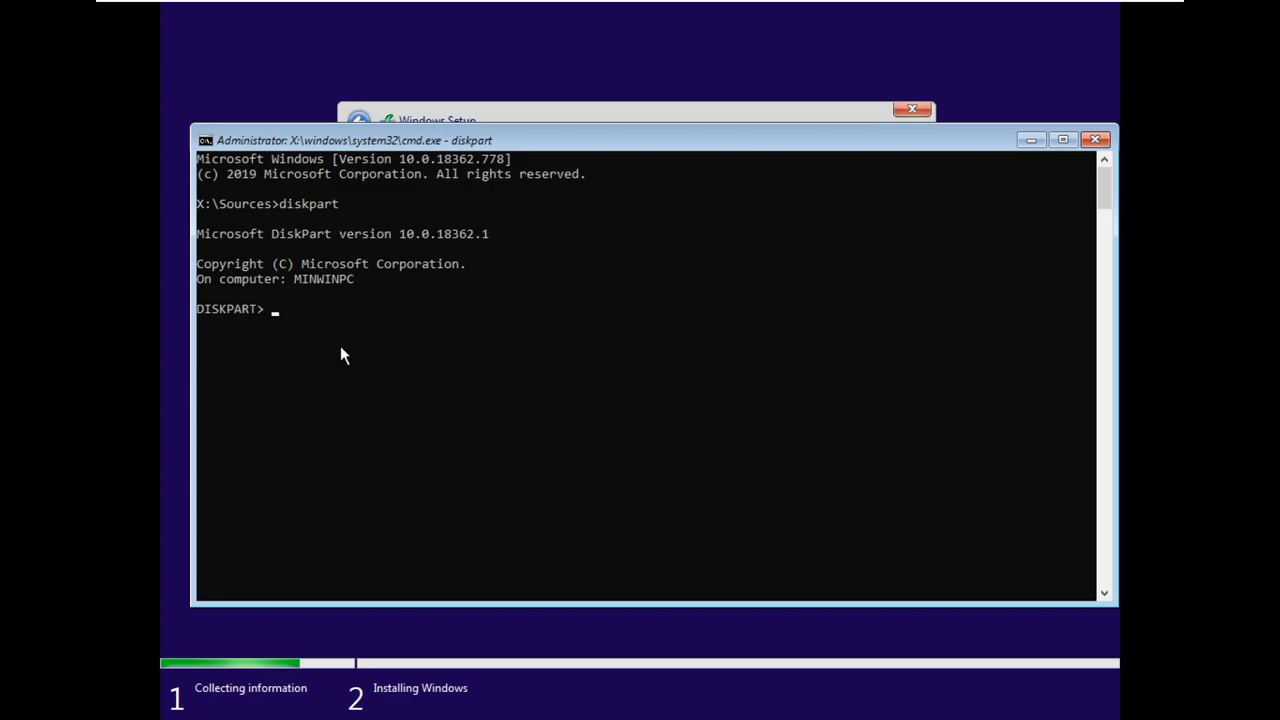 Windows Setup
Administrator: X:\windows\system32\cmd.exe - diskpart
Microsoft Windows [Version 10.0.18362.778]
(c) 2019 Microsoft Corporation. All rights reserved.
X:\Sources>diskpart
Microsoft DiskPart version 10.0.18362.1
Copyright (C) Microsoft Corporation.
On computer: MINWINPC
DISKPART>
1 Collecting information
2 Installing Windows